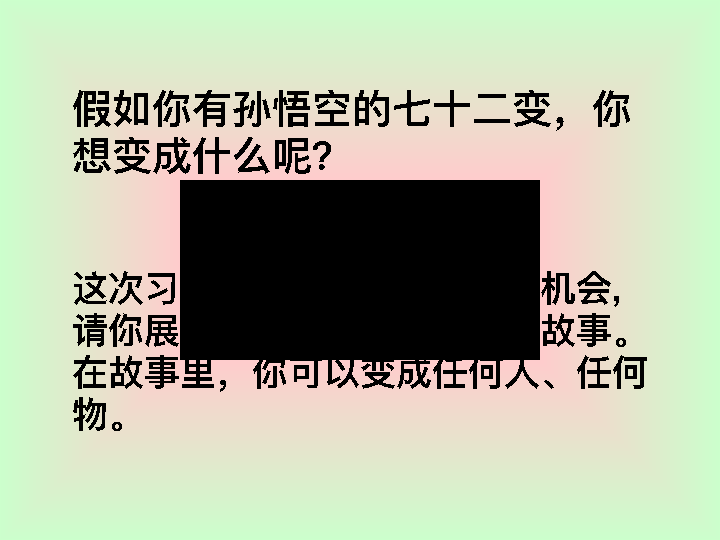 假如你有孙悟空的七十二变，你
想变成什么呢?
这次习 机会,
请你展 故事。
在故事里，你可以变成任何人、任何
物。